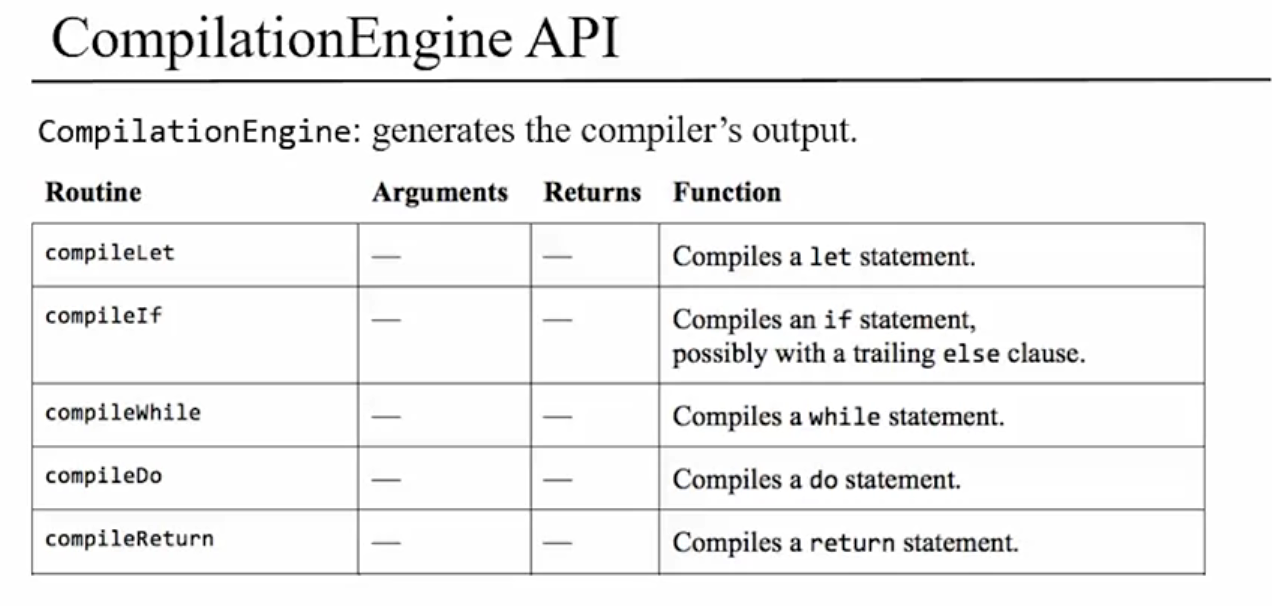 CompilationEngine API
CompilationEngine: generates the compiler's output.
Routine Arguments Returns Function
compileLet — — Compiles a let statement.
compileIf — — Compiles an if statement,
possibly with a trailing else clause.
compileWhile — — Compiles a while statement.
compileDo — — Compiles a do statement.
compileReturn — — Compiles a return statement.